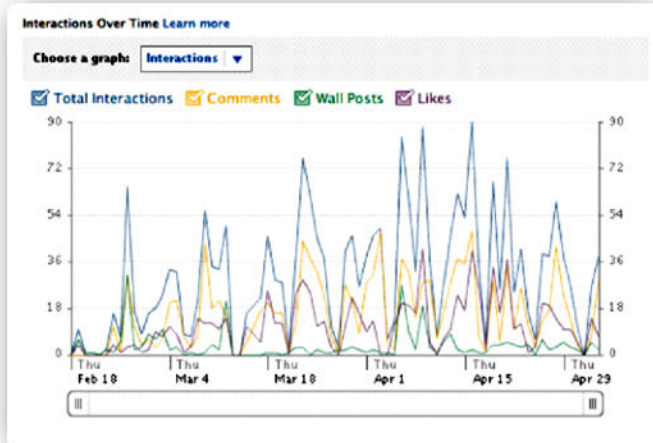 Interactions Over Time Learn more
Choose a graph: Interactions
Total Interactions Comments Wall Posts Likes
90 90
72 72
54 54
36 36
18 18
0 0
Thu Thu Thu Thu Thu Thu
Feb 18 Mar 4 Mar 18 Apr 1 Apr 15 Apr 29